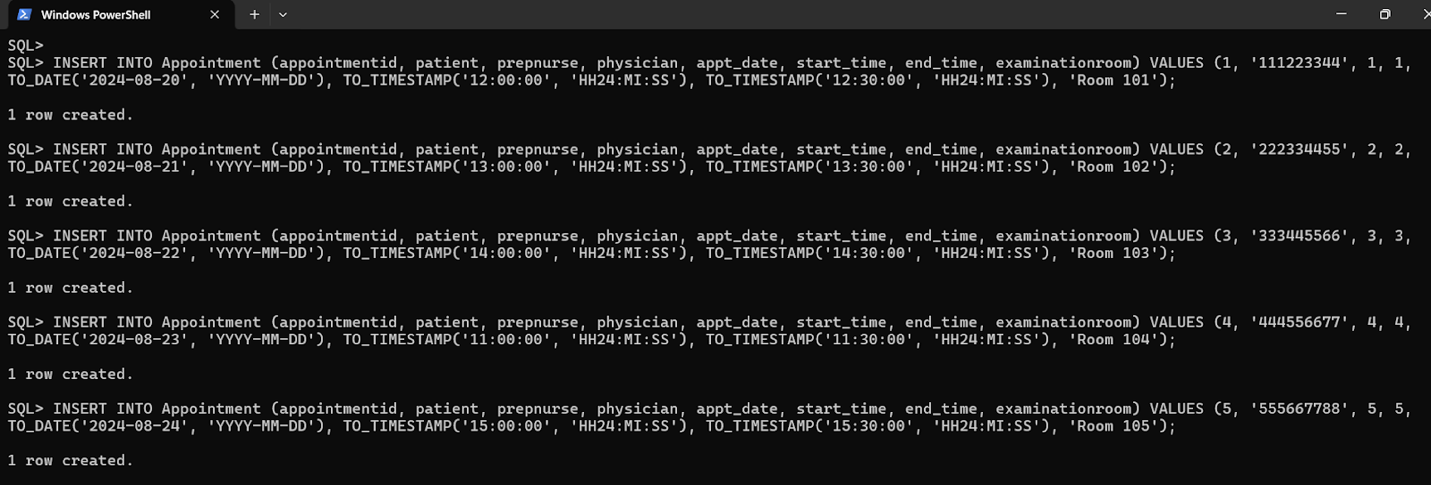 Windows PowerShell
SQL>
SQL> INSERT INTO Appointment (appointmentid, patient, prepnurse, physician, appt_date, start_time, end_time, examinationroom) VALUES (1, '111223344', 1, 1,
TO_DATE('2024-08-20', 'YYYY-MM-DD'), TO_TIMESTAMP('12:00:00', 'HH24:MI:SS'), TO_TIMESTAMP('12:30:00', 'HH24:MI:SS'), 'Room 101');
1 row created.
SQL> INSERT INTO Appointment (appointmentid, patient, prepnurse, physician, appt_date, start_time, end_time, examinationroom) VALUES (2, '222334455', 2, 2,
TO_DATE('2024-08-21', 'YYYY-MM-DD'), TO_TIMESTAMP('13:00:00', 'HH24:MI:SS'), TO_TIMESTAMP('13:30:00', 'HH24:MI:SS'), 'Room 102');
1 row created.
SQL> INSERT INTO Appointment (appointmentid, patient, prepnurse, physician, appt_date, start_time, end_time, examinationroom) VALUES (3, '333445566', 3, 3,
TO_DATE('2024-08-22', 'YYYY-MM-DD'), TO_TIMESTAMP('14:00:00', 'HH24:MI:SS'), TO_TIMESTAMP('14:30:00', 'HH24:MI:SS'), 'Room 103');
1 row created.
SQL> INSERT INTO Appointment (appointmentid, patient, prepnurse, physician, appt_date, start_time, end_time, examinationroom) VALUES (4, '444556677', 4, 4,
TO_DATE('2024-08-23', 'YYYY-MM-DD'), TO_TIMESTAMP('11:00:00', 'HH24:MI:SS'), TO_TIMESTAMP('11:30:00', 'HH24:MI:SS'), 'Room 104');
1 row created.
SQL> INSERT INTO Appointment (appointmentid, patient, prepnurse, physician, appt_date, start_time, end_time, examinationroom) VALUES (5, '555667788', 5, 5,
TO_DATE('2024-08-24', 'YYYY-MM-DD'), TO_TIMESTAMP('15:00:00', 'HH24:MI:SS'), TO_TIMESTAMP('15:30:00', 'HH24:MI:SS'), 'Room 105');
1 row created.